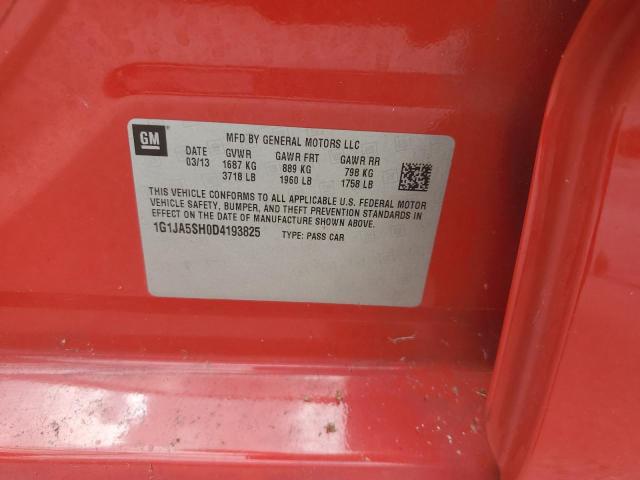 GM
MFD BY GENERAL MOTORS LLC
DATE GVWR GAWR FRT GAWR RR
03/13 1687 KG 889 KG 798 KG
3718 LB 1960 LB 1758 LB
THIS VEHICLE CONFORMS TO ALL APPLICABLE U.S. FEDERAL MOTOR
VEHICLE SAFETY, BUMPER, AND THEFT PREVENTION STANDARDS IN
EFFECT ON THE DATE OF MANUFACTURE SHOWN ABOVE.
1G1JA5SH0D4193825 TYPE: PASS CAR